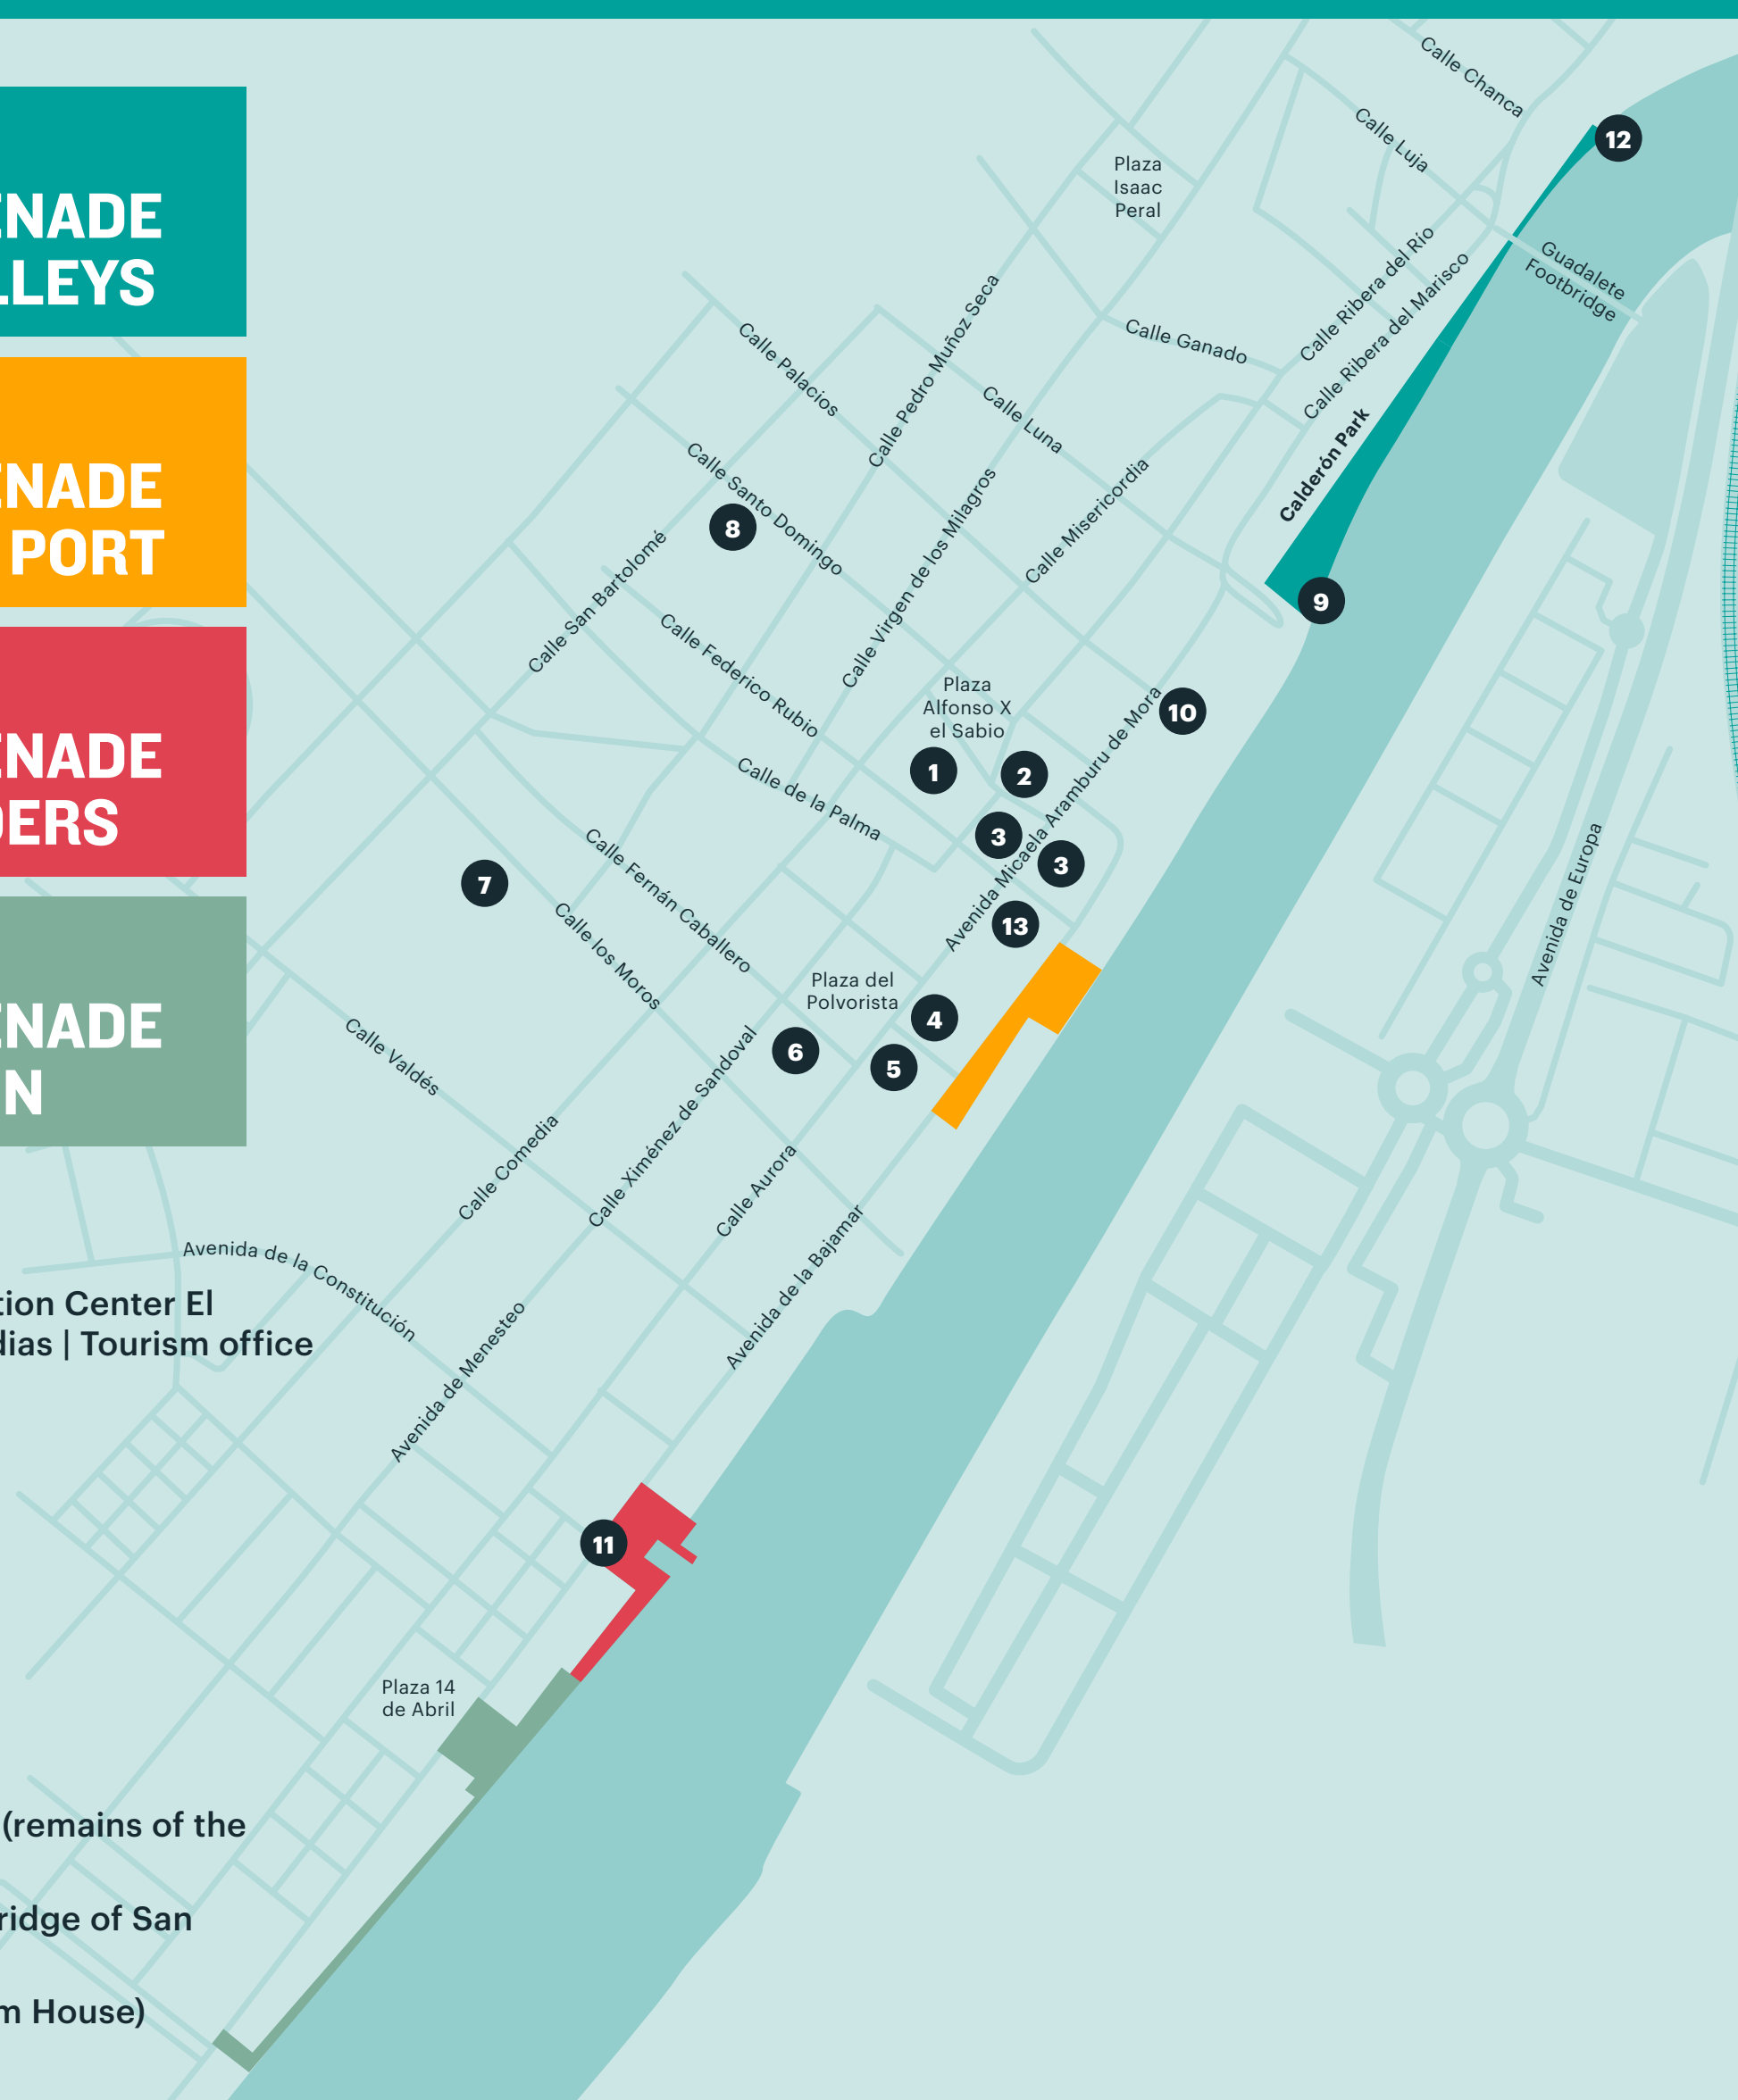 ENADE
LLEYS
ENADE
PORT
ENADE
DERS
ENADE
N
tion Center El
dias | Tourism office
(remains of the
ridge of San
m House)
Calle Chanca
Calle Luja
12
Plaza
Isaac
Peral
Guadalete
Footbridge
Calle Ribera del Río
Calle Ribera del Marisco
Calle Ganado
Calle Pedro Muñoz Seca
Calle Palacios
Calle Luna
Calderón Park
Calle Santo Domingo
8
Calle Misericordia
Calle Virgen de los Milagros
Calle San Bartolomé
9
Calle Federico Rubio
Plaza
Alfonso X
el Sabio
10
1
2
Calle de la Palma
Avenida Micaela Aramburu de Mora
3
3
7
Calle Fernán Caballero
13
Avenida de Europa
Calle los Moros
Plaza del
Polvorista
4
6
5
Calle Valdés
Calle Ximénez de Sandoval
Calle Comedia
Calle Aurora
Avenida de la Bajamar
Avenida de la Constitución
Avenida de Menesteo
11
Plaza 14
de Abril